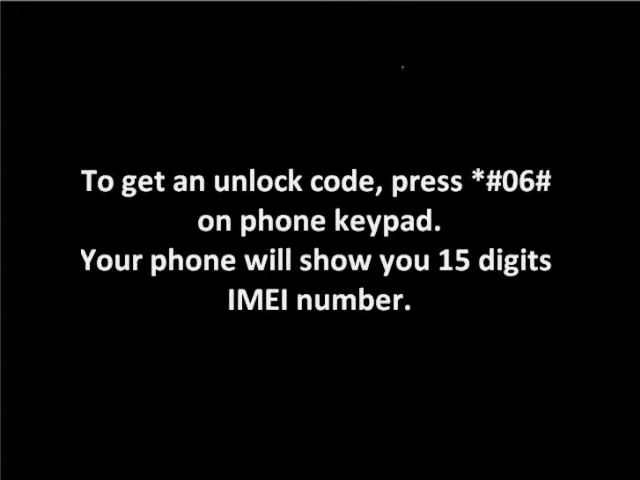 To get an unlock code, press *#06#
on phone keypad.
Your phone will show you 15 digits
IMEI number.